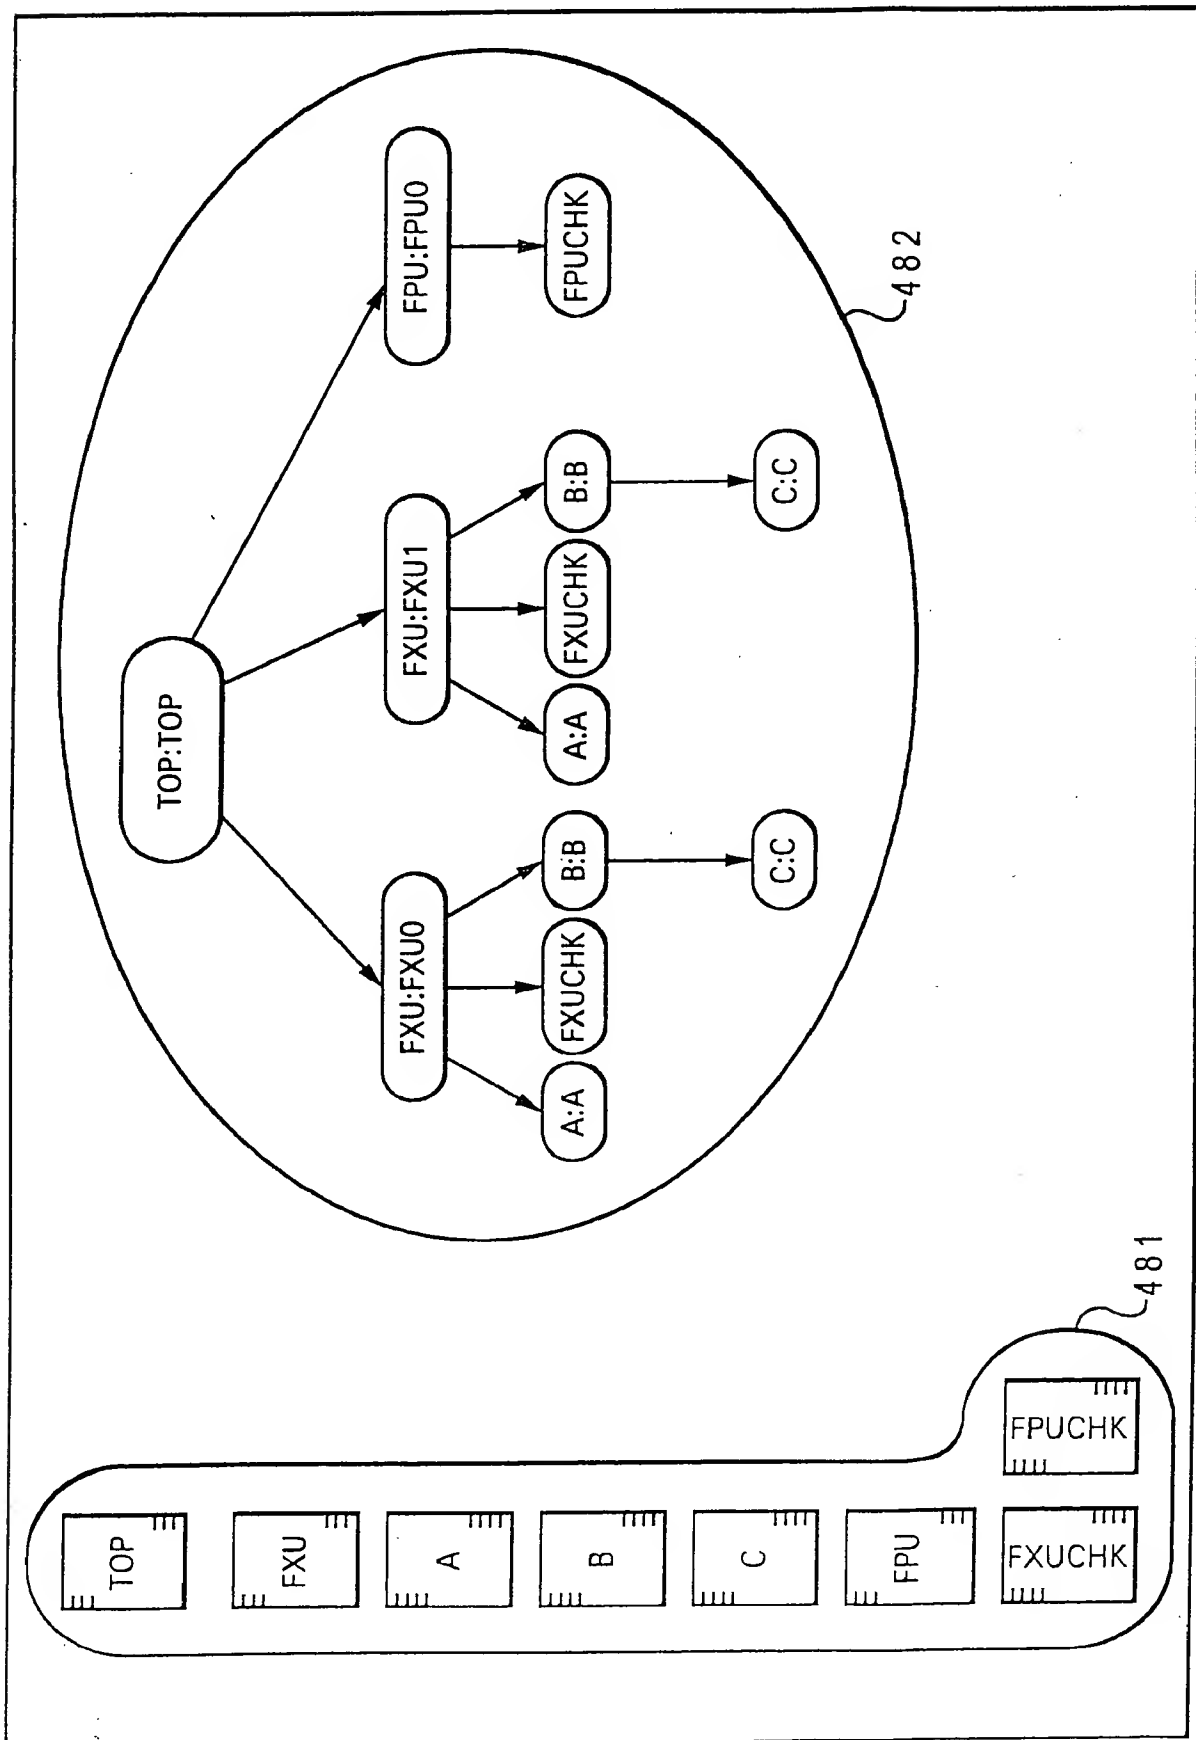 TOP
FXU
A
B
C
FPU
FXUCHK
FPUCHK
481
TOP:TOP
FXU:FXU0
FXU:FXU1
FPU:FPU0
A:A
FXUCHK
B:B
A:A
FXUCHK
B:B
FPUCHK
C:C
C:C
482